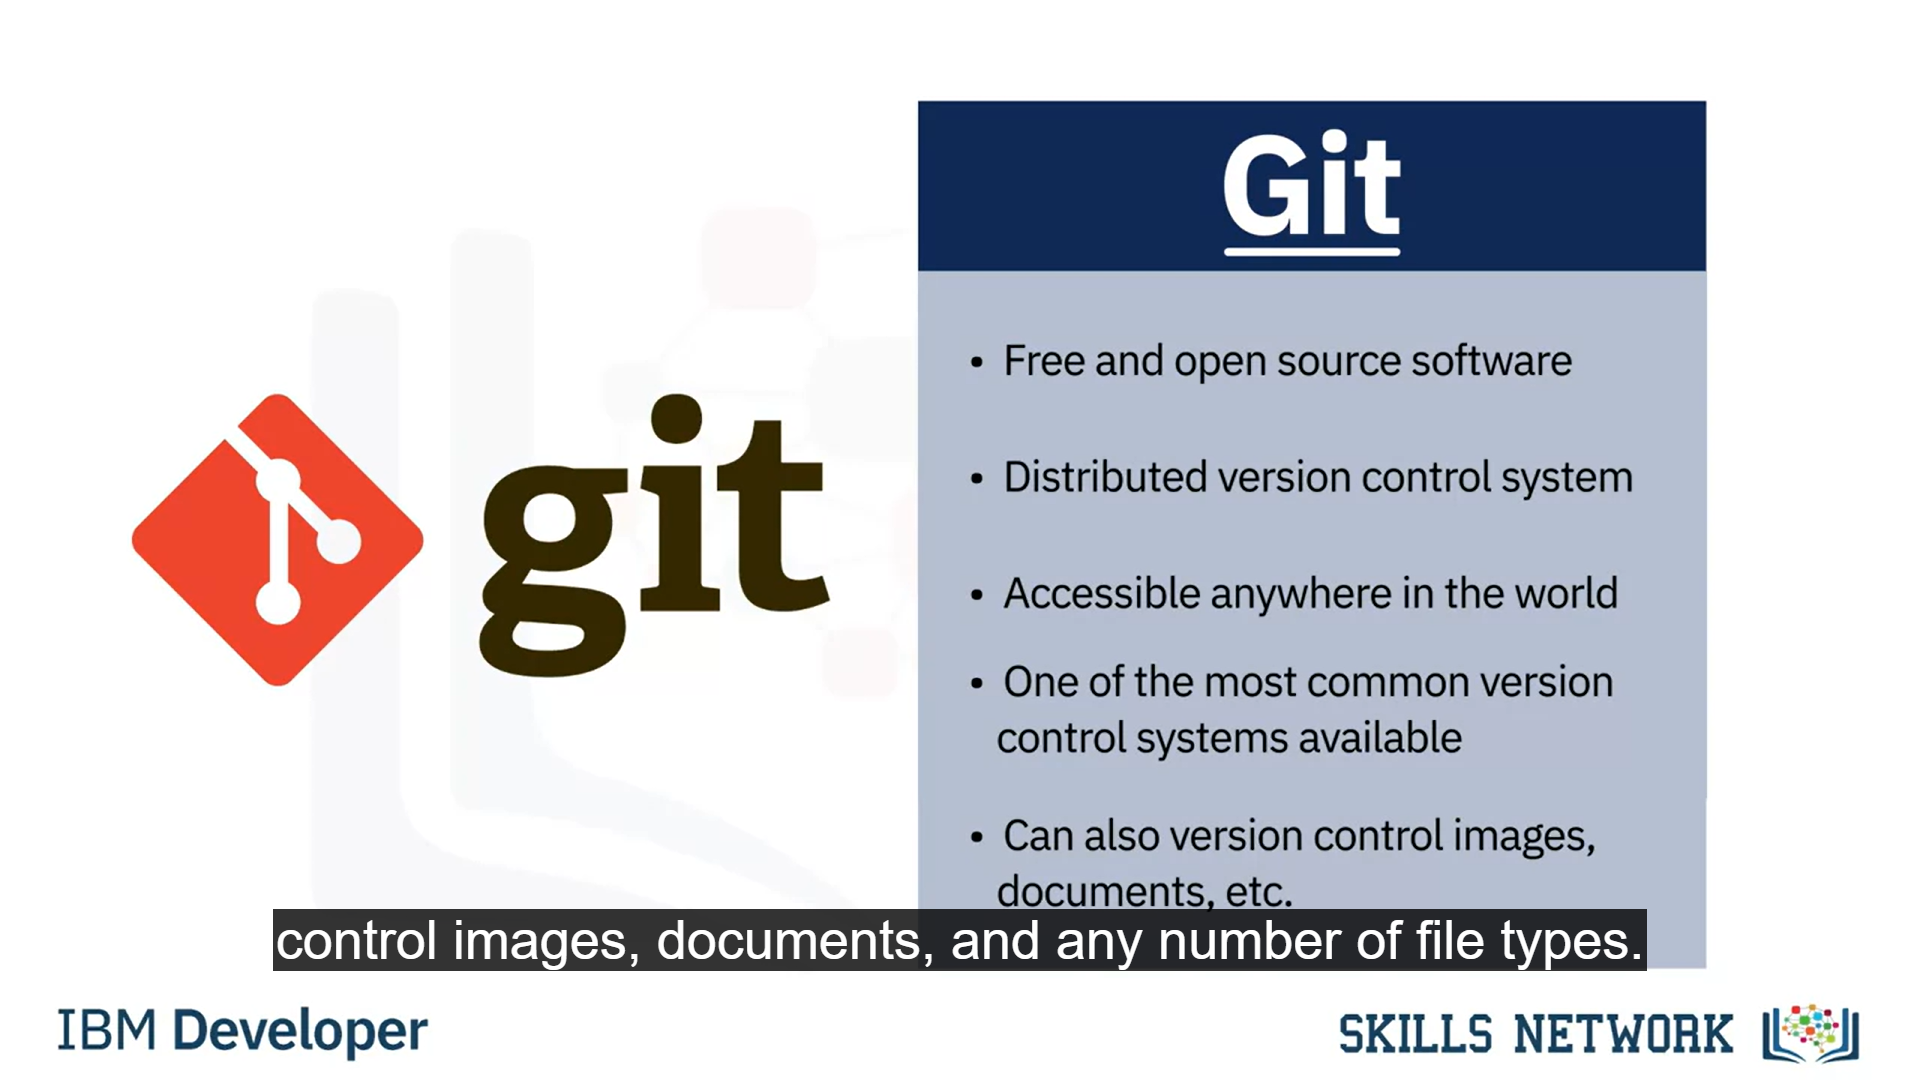 git
Git
• Free and open source software
• Distributed version control system
• Accessible anywhere in the world
• One of the most common version
control systems available
• Can also version control images,
documents, etc.
control images, documents, and any number of file types.
IBM Developer
SKILLS NETWORK